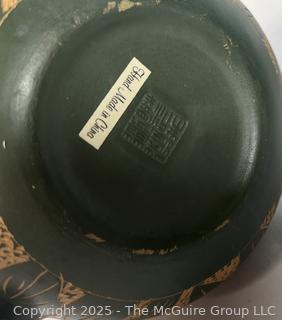 Hand Made in China
Copyright 2025 - The McGuire Group LLC